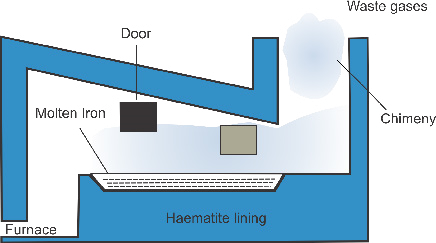 Waste gases
Door
Chimeny
Molten Iron
Haematite lining
Furnace